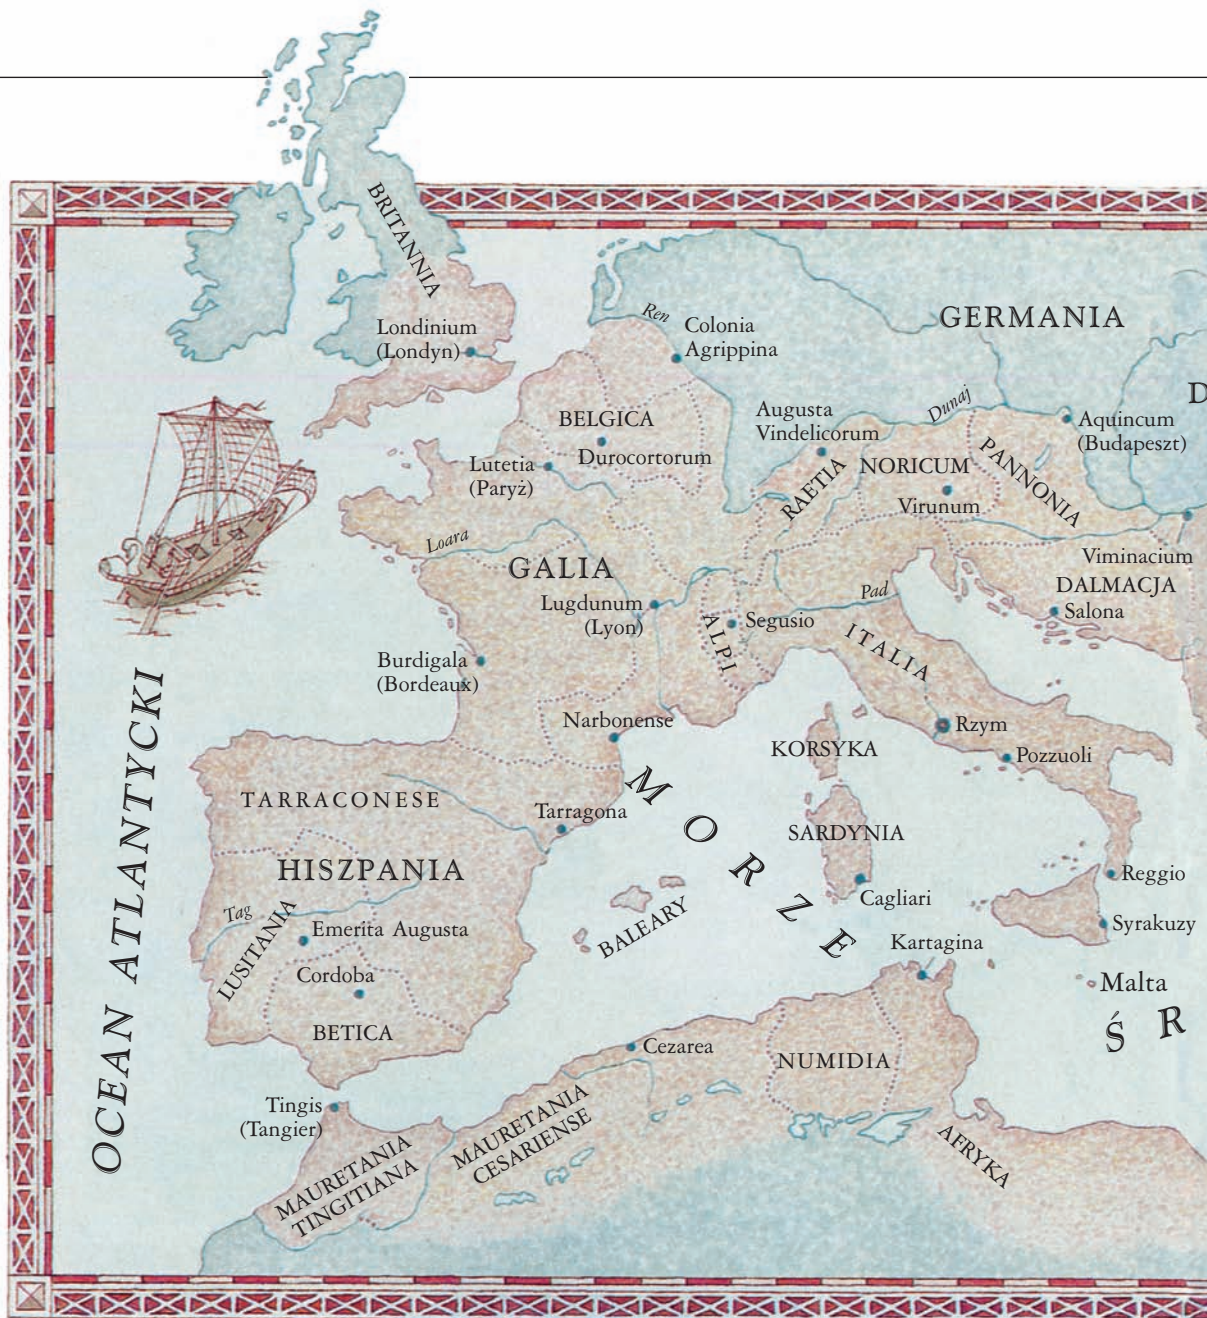 BRITANNIA
Londinium
(Londyn)
Ren
Colonia
Agrippina
GERMANIA
D
BELGICA
Durocortorum
Augusta
Vindelicorum
Dunaj
Aquincum
(Budapeszt)
Lutetia
(Paryż)
RAETIA
NORICUM
Virunum
PANNONIA
Loara
GALIA
Viminacium
DALMACJA
Salona
Lugdunum
(Lyon)
ALPI
Segusio
Pad
ITALIA
Burdigala
(Bordeaux)
Narbonense
KORSYKA
Rzym
Pozzuoli
OCEAN ATLANTYCKI
TARRACONESE
Tarragona
MORZE
SARDYNIA
HISZPANIA
Cagliari
Reggio
Tag
LUSITANIA
Emerita Augusta
BALEARY
Kartagina
Syrakuzy
Cordoba
Malta
BETICA
ŚR
Cezarea
NUMIDIA
Tingis
(Tangier)
MAURETANIA
CESARIENSE
MAURETANIA
TINGITIANA
AFRYKA